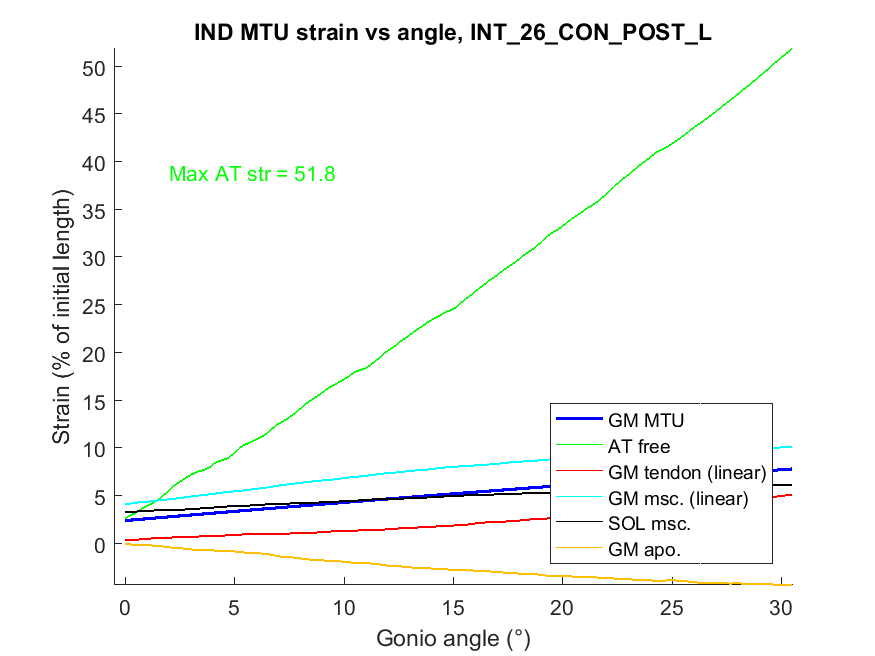 IND MTU strain vs angle, INT_26_CON_POST_L
50
45
40
35
30
25
20
15
10
5
0
Strain (% of initial length)
Max AT str = 51.8
GM MTU
AT free
GM tendon (linear)
GM msc. (linear)
SOL msc.
GM apo.
0 5 10 15 20 25 30
Gonio angle (°)